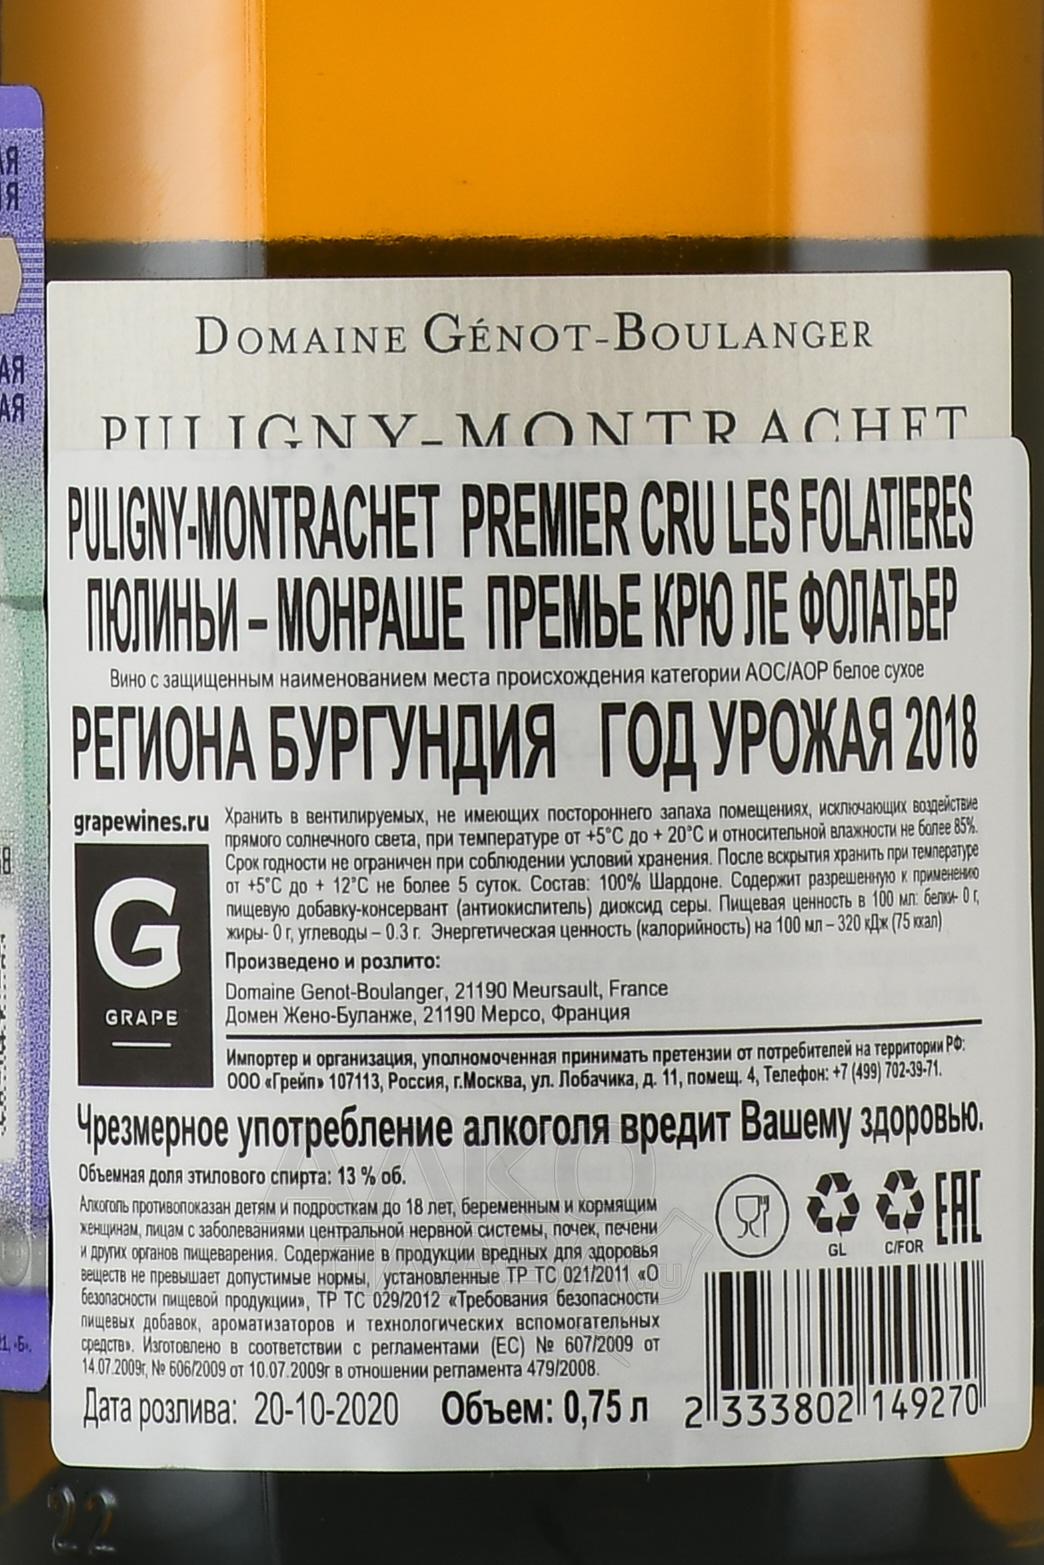 DOMAINE GÉNOT-BOULANGER
PULIGNY-MONTRACHET
PULIGNY-MONTRACHET PREMIER CRU LES FOLATIERES
ПЮЛИНЬИ – МОНРАШЕ ПРЕМЬЕ КРЮ ЛЕ ФОЛАТЬЕР
Вино с защищенным наименованием места происхождения категории AOC/AOP белое сухое
РЕГИОНА БУРГУНДИЯ ГОД УРОЖАЯ 2018
grapewines.ru
Хранить в вентилируемых, не имеющих постороннего запаха помещениях, исключающих воздействие
прямого солнечного света, при температуре от +5°С до + 20°С и относительной влажности не более 85%.
Срок годности не ограничен при соблюдении условий хранения. После вскрытия хранить при температуре
от +5°С до + 12°С не более 5 суток. Состав: 100% Шардоне. Содержит разрешенную к применению
пищевую добавку-консервант (антиокислитель) диоксид серы. Пищевая ценность в 100 мл: белки- 0 г,
жиры- 0 г, углеводы – 0.3 г. Энергетическая ценность (калорийность) на 100 мл – 320 кДж (75 ккал)
G
GRAPE
Произведено и розлито:
Domaine Genot-Boulanger, 21190 Meursault, France
Домен Жено-Буланже, 21190 Мерсо, Франция
Импортер и организация, уполномоченная принимать претензии от потребителей на территории РФ:
ООО «Грейп» 107113, Россия, г.Москва, ул. Лобачика, д. 11, помещ. 4, Телефон: +7 (499) 702-39-71.
Чрезмерное употребление алкоголя вредит Вашему здоровью.
Объемная доля этилового спирта: 13 % об.
Алкоголь противопоказан детям и подросткам до 18 лет, беременным и кормящим
женщинам, лицам с заболеваниями центральной нервной системы, почек, печени
и других органов пищеварения. Содержание в продукции вредных для здоровья
веществ не превышает допустимые нормы, установленные ТР ТС 021/2011 «О
безопасности пищевой продукции», ТР ТС 029/2012 «Требования безопасности
пищевых добавок, ароматизаторов и технологических вспомогательных
средств». Изготовлено в соответствии с регламентами (ЕС) № 607/2009 от
14.07.2009г, № 606/2009 от 10.07.2009г в отношении регламента 479/2008.
GL C/FOR EAC
Дата розлива: 20-10-2020 Объем: 0,75 л
2 333802 149270
22